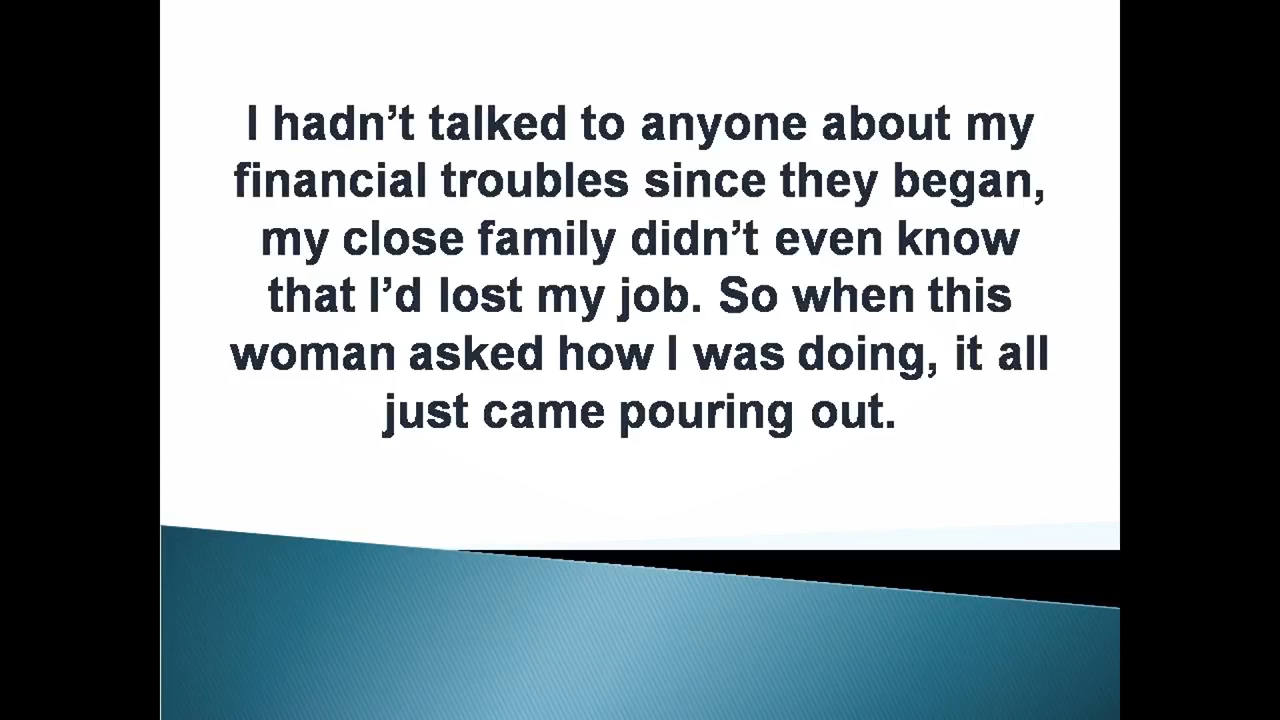 I hadn’t talked to anyone about my
financial troubles since they began,
my close family didn’t even know
that I’d lost my job. So when this
woman asked how I was doing, it all
just came pouring out.